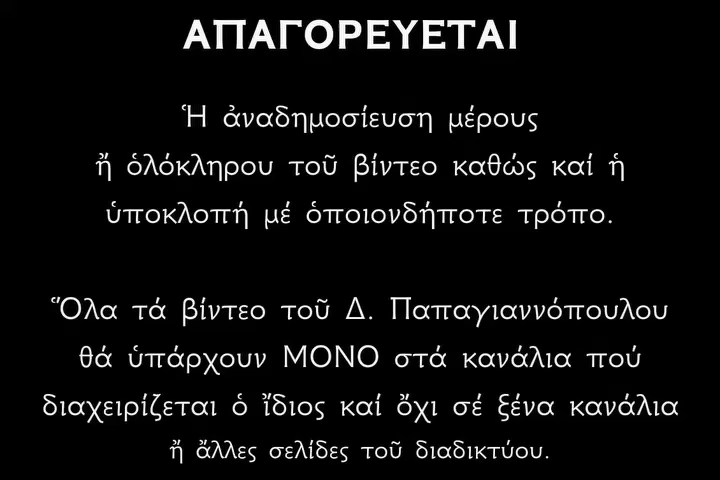 ΑΠΑΓΟΡΕΥΕΤΑΙ
Ἡ ἀναδημοσίευση μέρους
ἤ ὁλόκληρου τοῦ βίντεο καθώς καί ἡ
ὑποκλοπή μέ ὁποιονδήποτε τρόπο.
Ὅλα τά βίντεο τοῦ Δ. Παπαγιαννόπουλου
θά ὑπάρχουν ΜΟΝΟ στά κανάλια πού
διαχειρίζεται ὁ ἴδιος καί ὄχι σέ ξένα κανάλια
ἤ ἄλλες σελίδες τοῦ διαδικτύου.